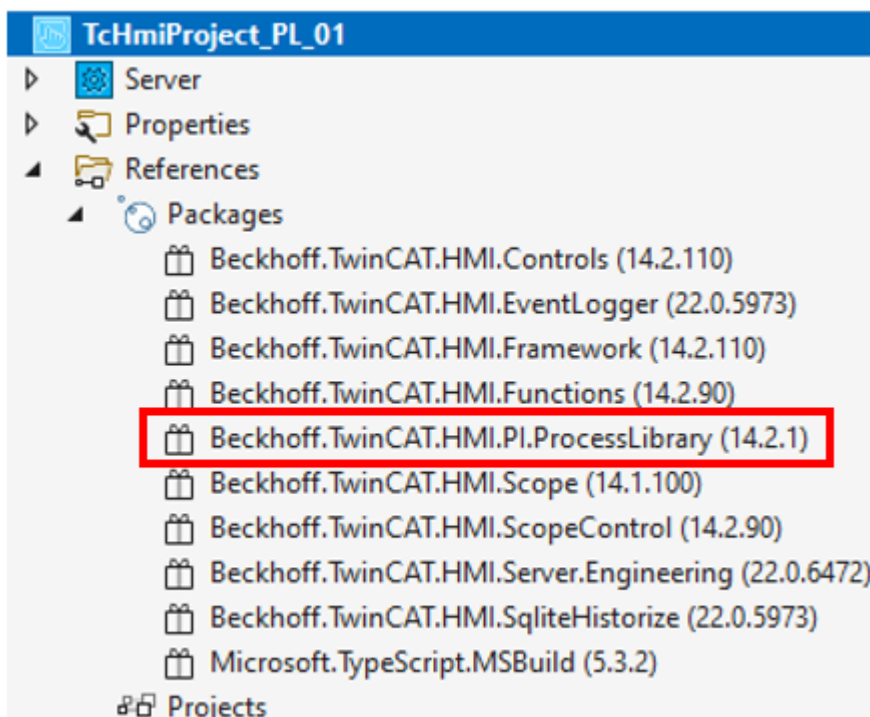 TcHmiProject_PL_01
Server
Properties
References
Packages
Beckhoff.TwinCAT.HMI.Controls (14.2.110)
Beckhoff.TwinCAT.HMI.EventLogger (22.0.5973)
Beckhoff.TwinCAT.HMI.Framework (14.2.110)
Beckhoff.TwinCAT.HMI.Functions (14.2.90)
Beckhoff.TwinCAT.HMI.PI.ProcessLibrary (14.2.1)
Beckhoff.TwinCAT.HMI.Scope (14.1.100)
Beckhoff.TwinCAT.HMI.ScopeControl (14.2.90)
Beckhoff.TwinCAT.HMI.Server.Engineering (22.0.6472)
Beckhoff.TwinCAT.HMI.SqliteHistorize (22.0.5973)
Microsoft.TypeScript.MSBuild (5.3.2)
Projects